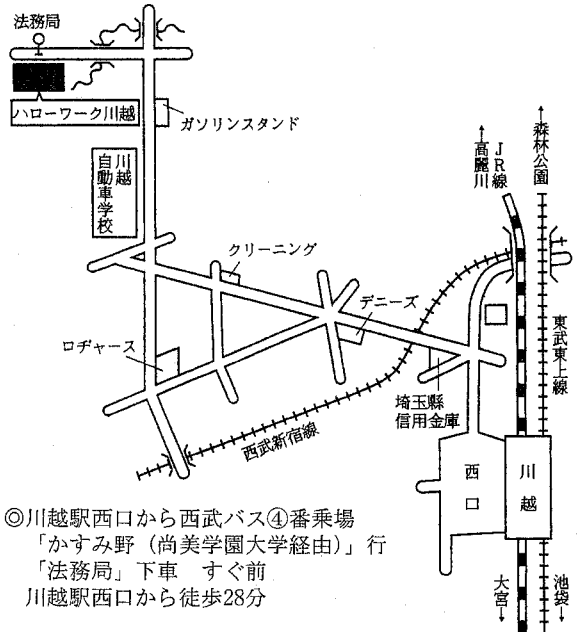 法務局
ハローワーク川越
ガソリンスタンド
川越
自動車学校
クリーニング
デニーズ
ロヂャース
西武新宿線
埼玉縣
信用金庫
↑
高麗川
JR線
↑
森林公園
東武東上線
西口
川越
大宮
↓
池袋
↓
◎川越駅西口から西武バス④番乗場
「かすみ野（尚美学園大学経由）」行
「法務局」下車　すぐ前
川越駅西口から徒歩28分